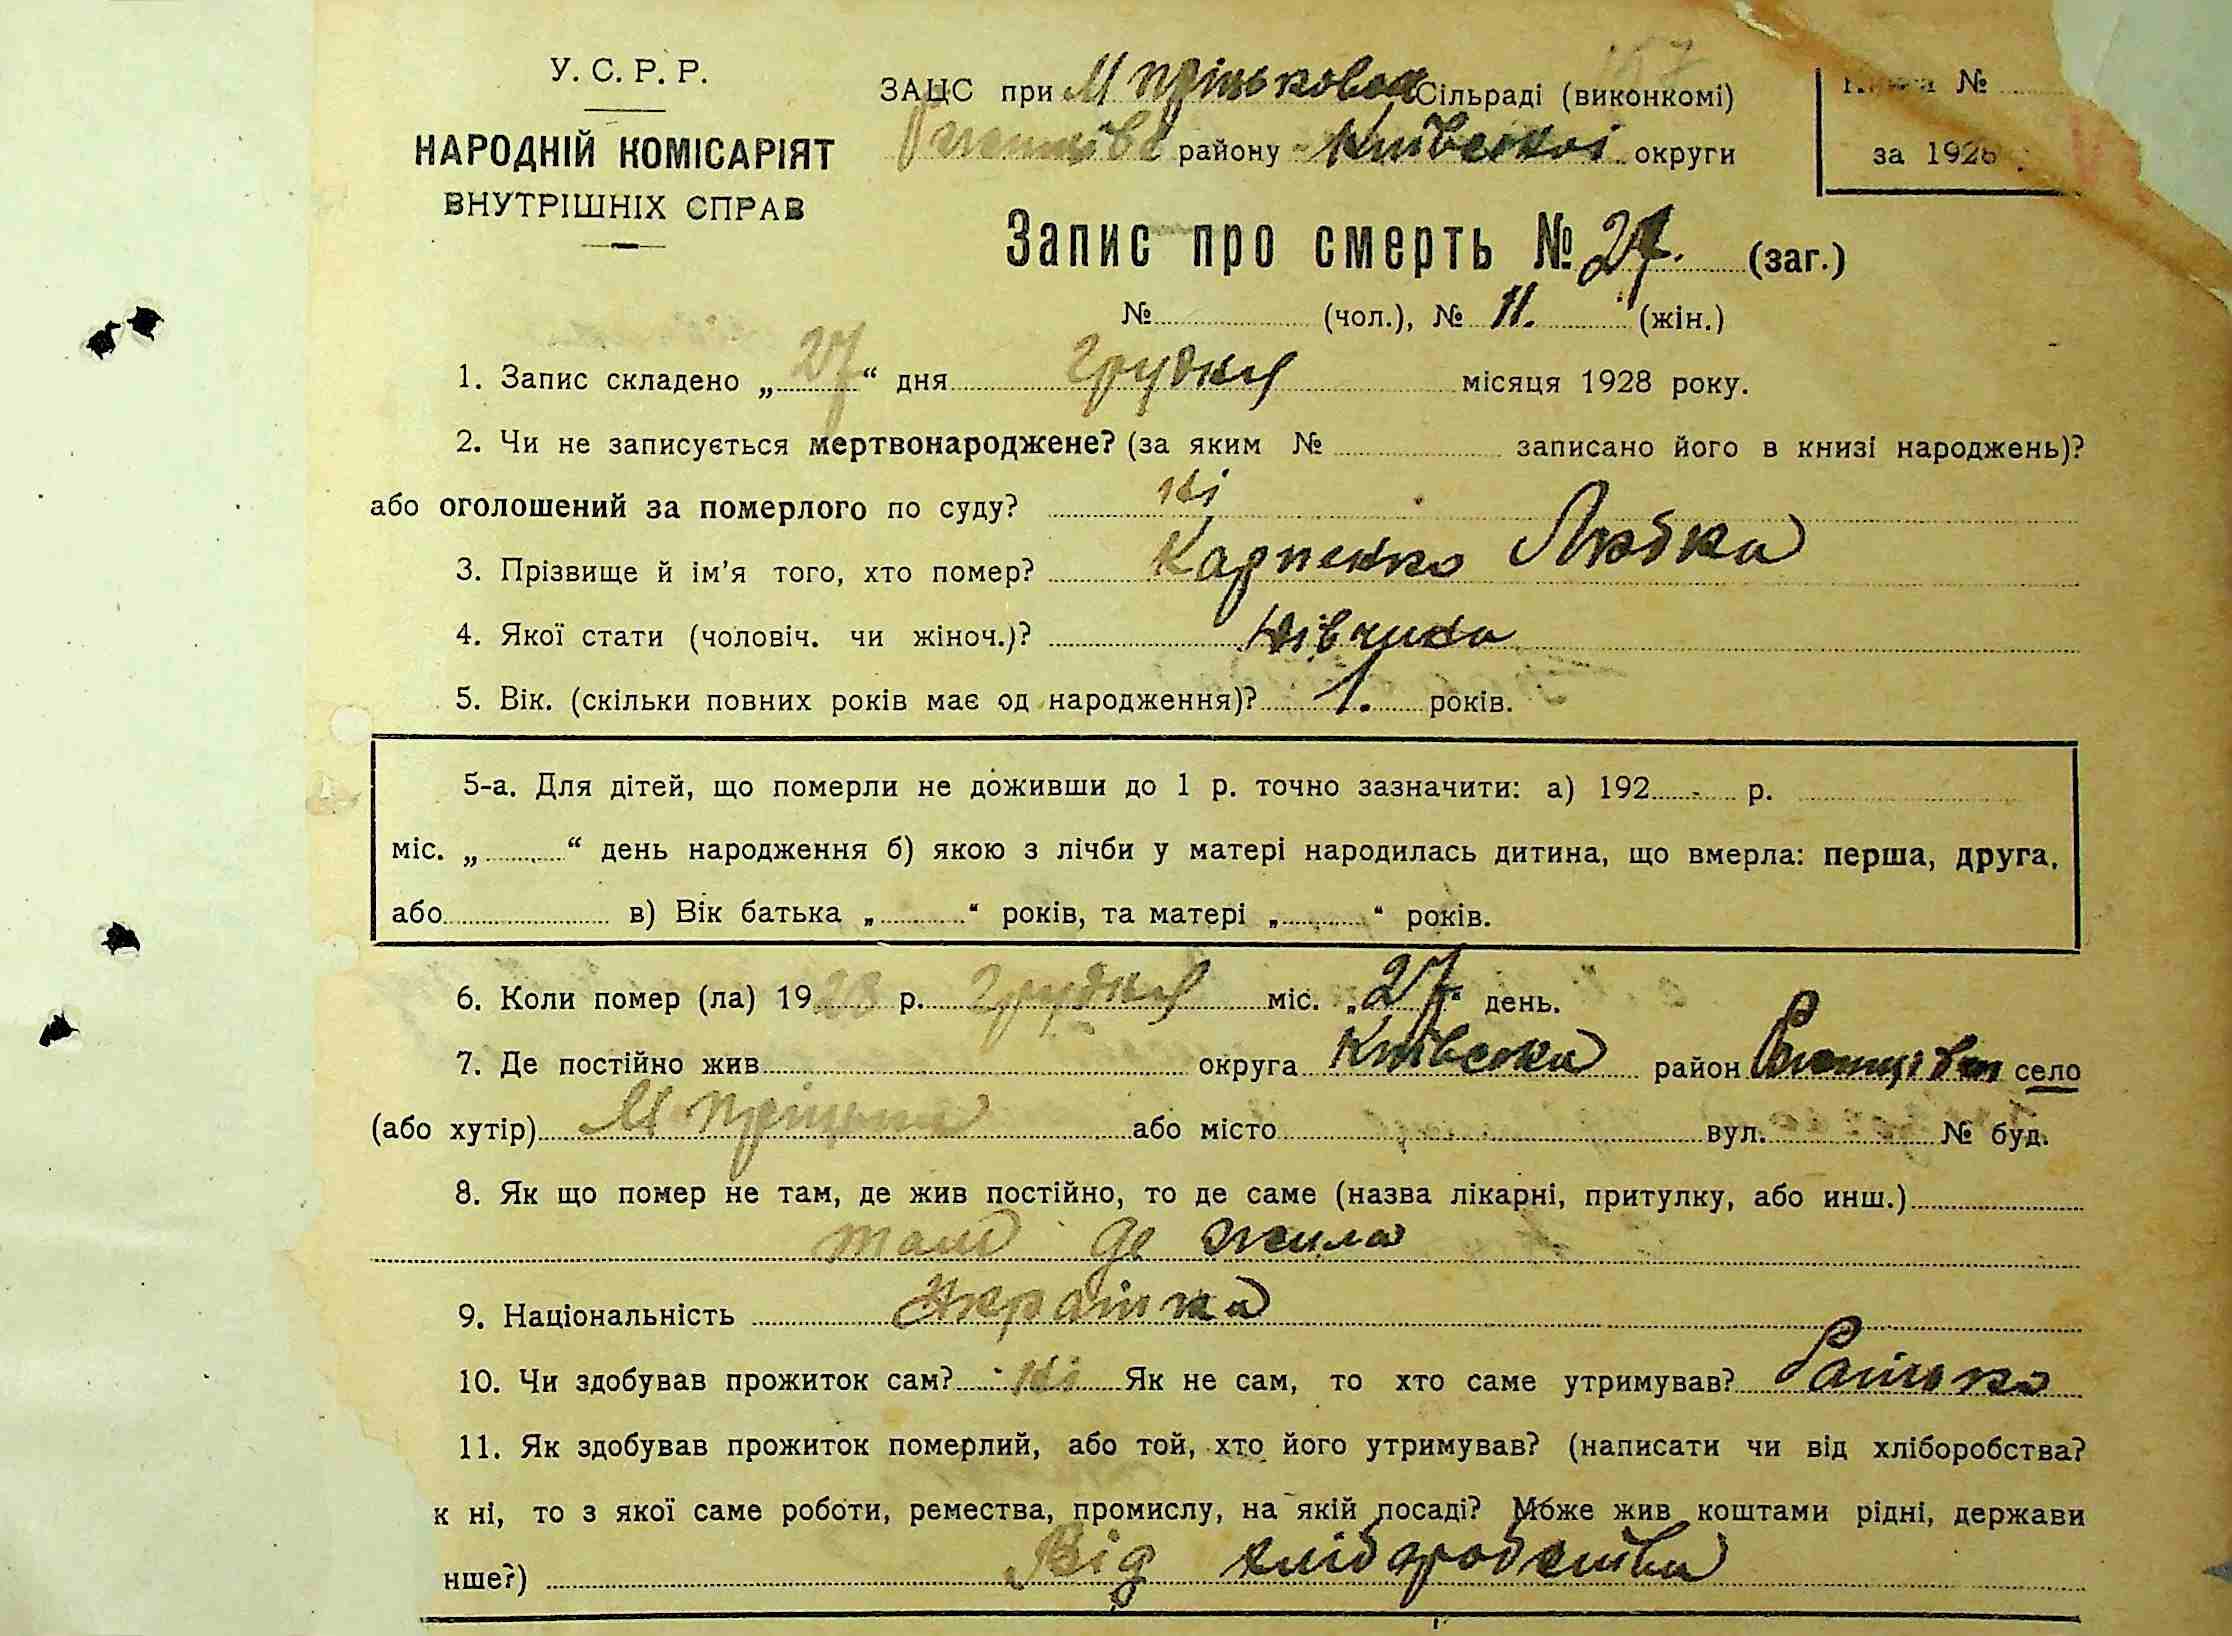 У. С. Р. Р.
НАРОДНІЙ КОМІСАРІЯТ
ВНУТРІШНІХ СПРАВ
ЗАЦС при М Пріцьковой Сільраді (виконкомі)
району Київської округи
Книга №
за 1928
Запис про смерть № 27. (заг.)
№ (чол.), № 11. (жін.)
1. Запис складено „27“ дня Грудня місяця 1928 року.
2. Чи не записується мертвонароджене? (за яким № записано його в книзі народжень)?
або оголошений за померлого по суду? Ні
3. Прізвище й ім’я того, хто помер? Карпенко Любка
4. Якої стати (чоловіч. чи жіноч.)? Дівчина
5. Вік. (скільки повних років має од народження)? 1. років.
5-а. Для дітей, що померли не доживши до 1 р. точно зазначити: а) 192 р.
міс. „ “ день народження б) якою з лічби у матері народилась дитина, що вмерла: перша, друга,
або в) Вік батька „ “ років, та матері „ “ років.
6. Коли помер (ла) 1928 р. Грудня міс. „27“ день.
7. Де постійно жив округа Київська район село
(або хутір) М Пріцьки або місто вул. № буд.
8. Як що помер не там, де жив постійно, то де саме (назва лікарні, притулку, або инш.)
там де жила
9. Національність Українка
10. Чи здобував прожиток сам? Ні Як не сам, то хто саме утримував? Батько
11. Як здобував прожиток померлий, або той, хто його утримував? (написати чи від хліборобства?
к ні, то з якої саме роботи, ремества, промислу, на якій посаді? Може жив коштами рідні, держави
нше?) Від хліборобства